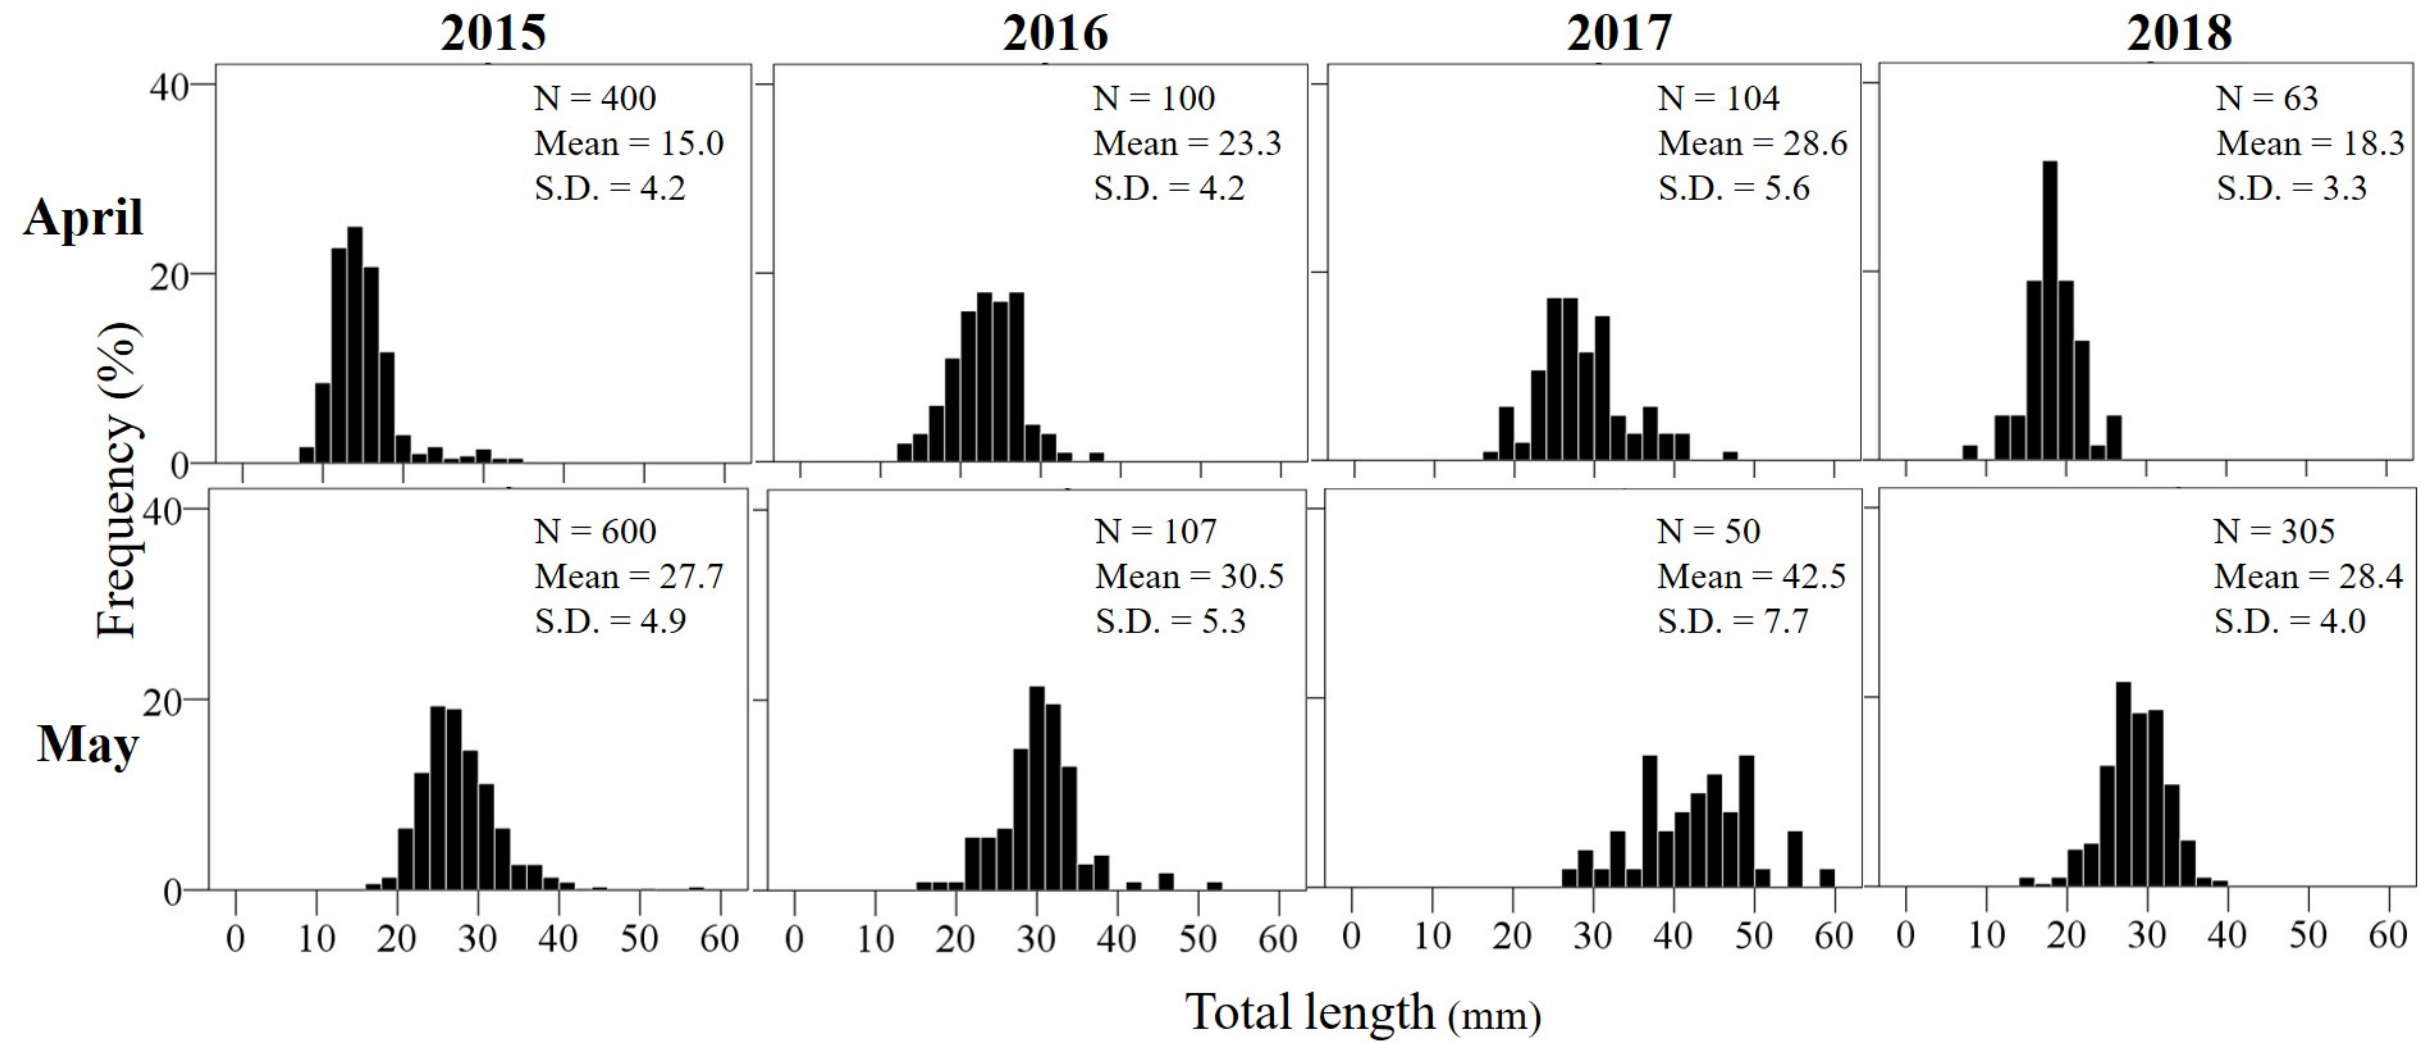 2015 2016 2017 2018
April
Frequency (%)
40
20
0
N = 400
Mean = 15.0
S.D. = 4.2
N = 100
Mean = 23.3
S.D. = 4.2
N = 104
Mean = 28.6
S.D. = 5.6
N = 63
Mean = 18.3
S.D. = 3.3
May
40
20
0
N = 600
Mean = 27.7
S.D. = 4.9
N = 107
Mean = 30.5
S.D. = 5.3
N = 50
Mean = 42.5
S.D. = 7.7
N = 305
Mean = 28.4
S.D. = 4.0
0 10 20 30 40 50 60 0 10 20 30 40 50 60 0 10 20 30 40 50 60 0 10 20 30 40 50 60
Total length (mm)